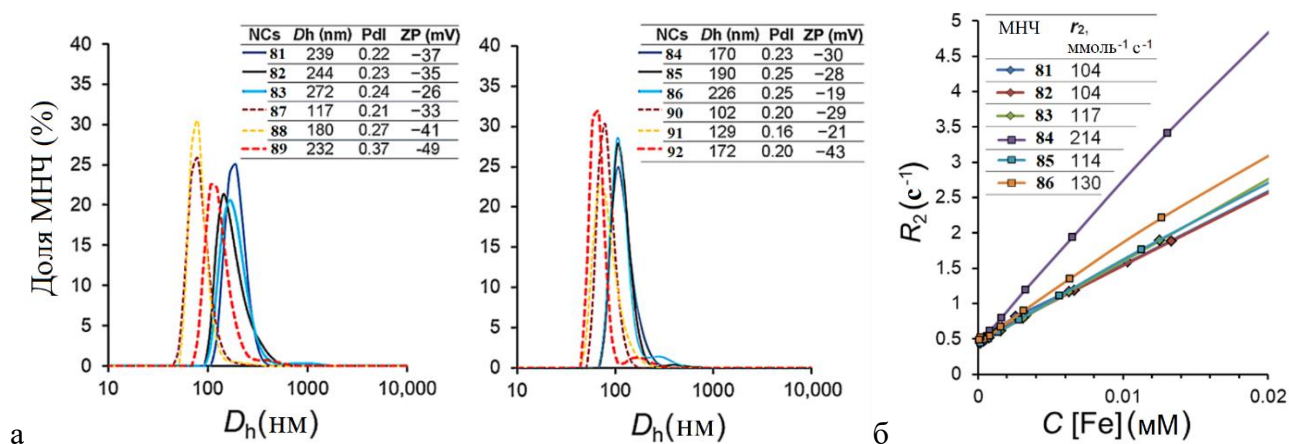 NCs Dh (nm) PdI ZP (mV)
81 239 0.22 −37
82 244 0.23 −35
83 272 0.24 −26
87 117 0.21 −33
88 180 0.27 −41
89 232 0.37 −49
Доля МНЧ (%)
40
35
30
25
20
15
10
5
0
10 100 1000 10,000
Dh(нм)
а
NCs Dh (nm) PdI ZP (mV)
84 170 0.23 −30
85 190 0.25 −28
86 226 0.25 −19
90 102 0.20 −29
91 129 0.16 −21
92 172 0.20 −43
40
35
30
25
20
15
10
5
0
10 100 1000 10,000
Dh(нм)
б
МНЧ r2,
ммоль-1 с-1
81 104
82 104
83 117
84 214
85 114
86 130
R2 (с-1)
5
4.5
4
3.5
3
2.5
2
1.5
1
0.5
0
0 0.01 0.02
C [Fe] (мМ)